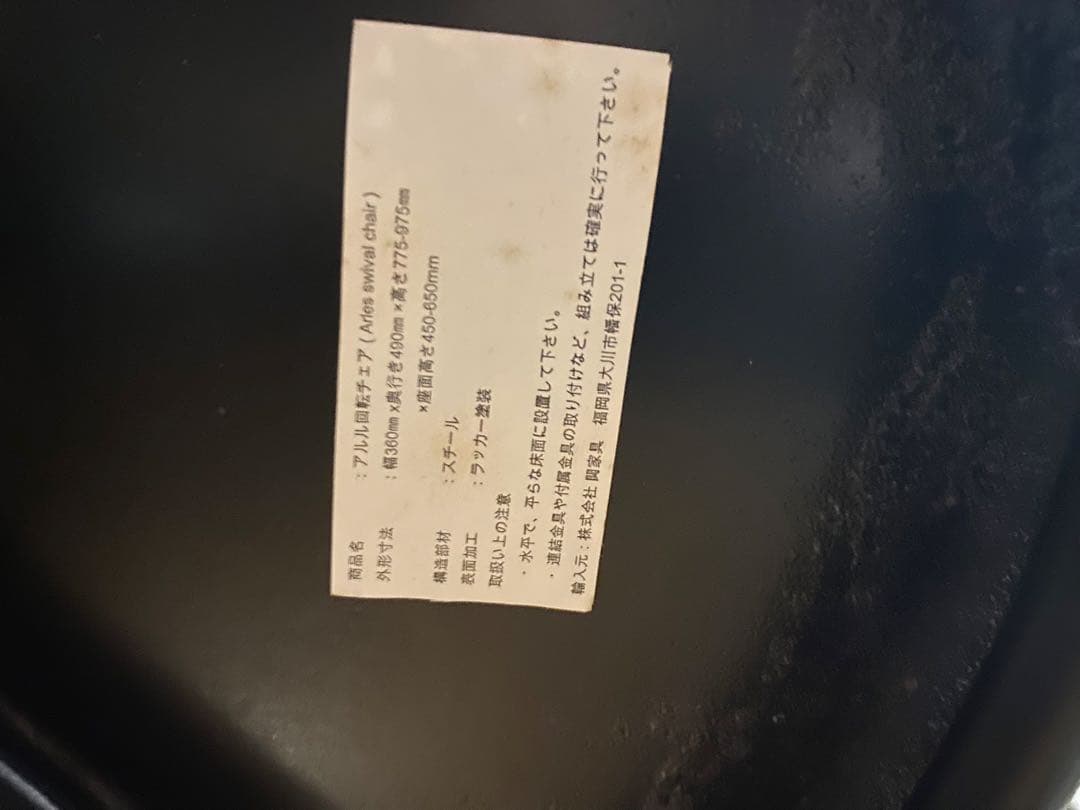 商品名 : アルル回転チェア ( Arles swival chair )
外形寸法 : 幅360㎜ x奥行き490㎜ ×高さ775-975㎜
×座面高さ450-650mm
構造部材 : スチール
表面加工 : ラッカー塗装
取扱い上の注意
・水平で、平らな床面に設置して下さい。
・連結金具や付属金具の取り付けなど、組み立ては確実に行って下さい。
輸入元 : 株式会社 関家具 福岡県大川市幡保201-1